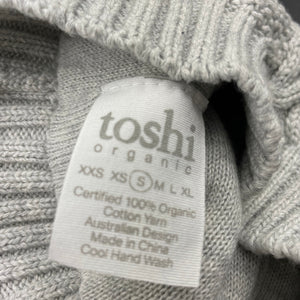 toshi
organic
XXS XS S M L XL
Certified 100% Organic
Cotton Yarn
Australian Design
Made in China
Cool Hand Wash